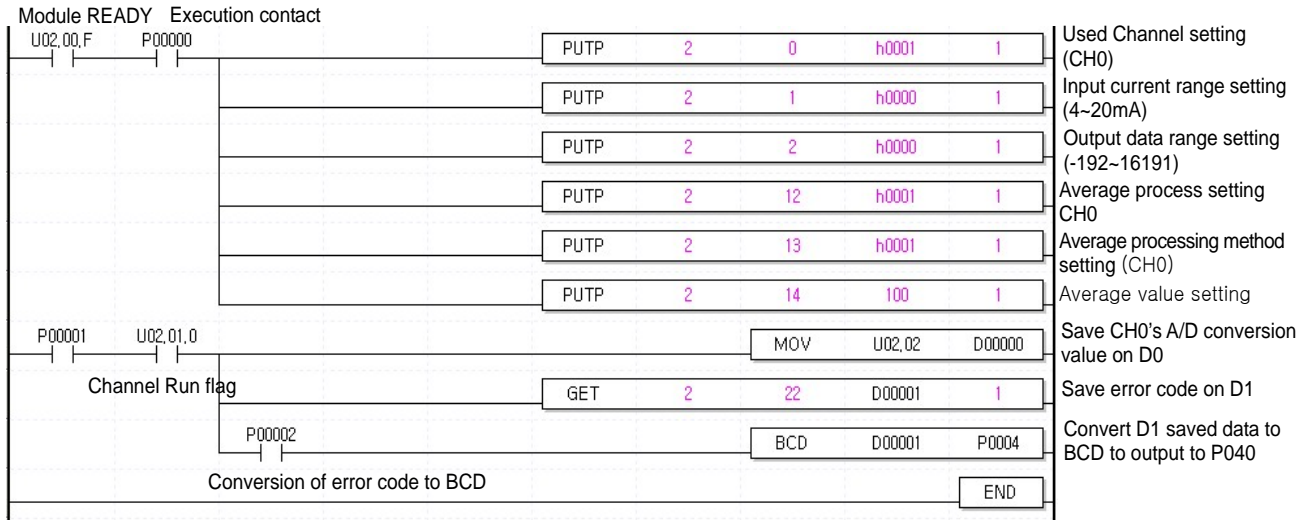 Module READY Execution contact
U02,00,F P00000
PUTP 2 0 h0001 1
Used Channel setting
(CH0)
PUTP 2 1 h0000 1
Input current range setting
(4~20mA)
PUTP 2 2 h0000 1
Output data range setting
(-192~16191)
PUTP 2 12 h0001 1
Average process setting
CH0
PUTP 2 13 h0001 1
Average processing method
setting (CH0)
PUTP 2 14 100 1
Average value setting
P00001 U02,01,0
MOV U02,02 D00000
Save CH0's A/D conversion
value on D0
Channel Run flag
GET 2 22 D00001 1
Save error code on D1
P00002
BCD D00001 P0004
Convert D1 saved data to
BCD to output to P040
Conversion of error code to BCD
END